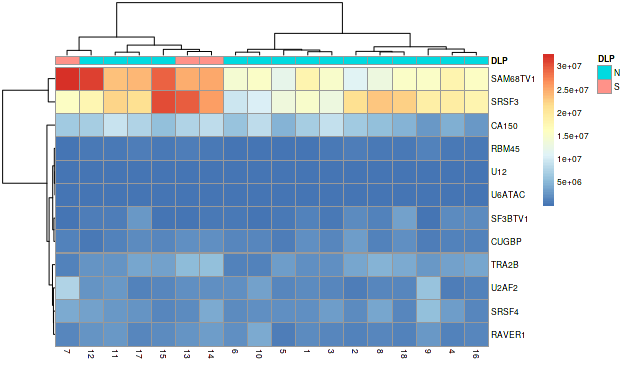 DLP
SAM68TV1
SRSF3
CA150
RBM45
U12
U6ATAC
SF3BTV1
CUGBP
TRA2B
U2AF2
SRSF4
RAVER1
7 12 11 17 15 13 14 6 10 5 1 3 2 8 18 9 4 16
3e+07
2.5e+07
2e+07
1.5e+07
1e+07
5e+06
DLP
N
S